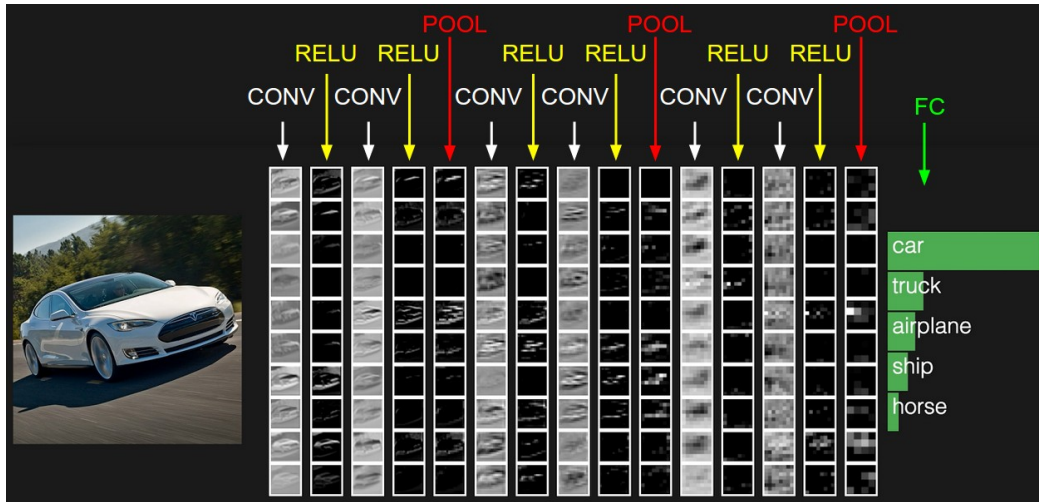 POOL POOL POOL
RELU RELU RELU RELU RELU RELU
CONV CONV CONV CONV CONV CONV
FC
car
truck
airplane
ship
horse